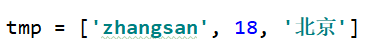 tmp = ['zhangsan', 18, '北京']